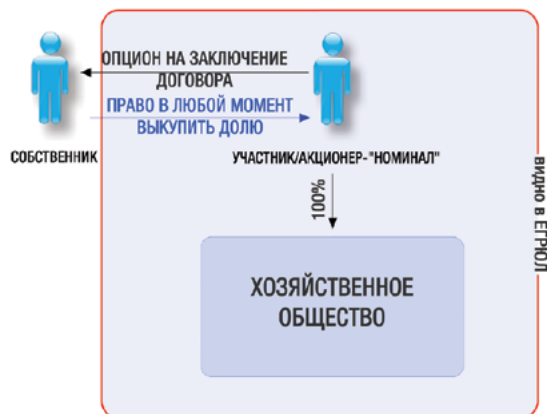 ОПЦИОН НА ЗАКЛЮЧЕНИЕ
ДОГОВОРА
ПРАВО В ЛЮБОЙ МОМЕНТ
ВЫКУПИТЬ ДОЛЮ
СОБСТВЕННИК
УЧАСТНИК/АКЦИОНЕР-"НОМИНАЛ"
100%
ХОЗЯЙСТВЕННОЕ
ОБЩЕСТВО
видно в ЕГРЮЛ